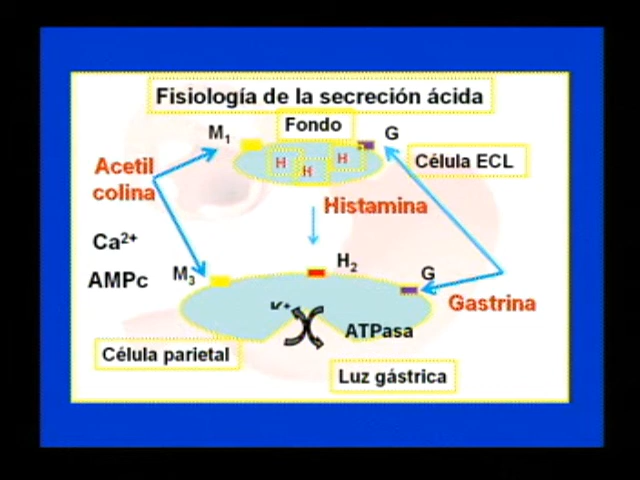 Fisiología de la secreción ácida
Fondo
M1
G
Célula ECL
H H H
Acetil
colina
Histamina
Ca2+
AMPc
M3
H2
G
Gastrina
K+
ATPasa
Célula parietal
Luz gástrica